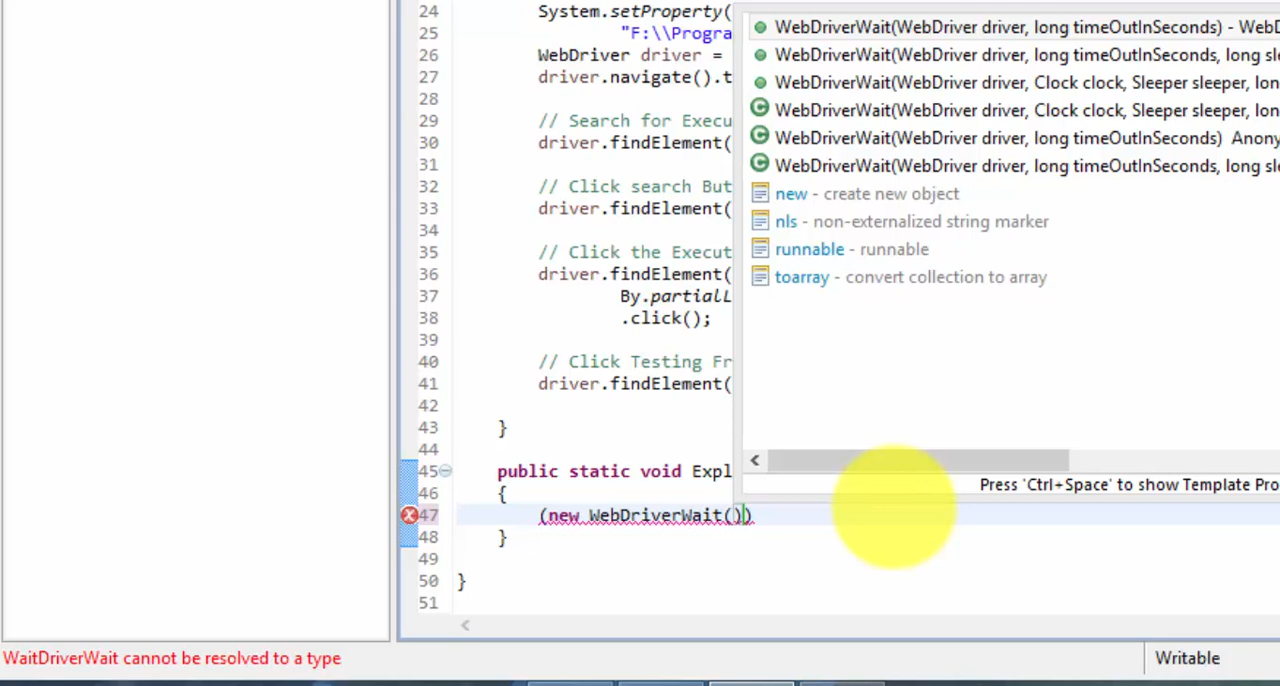 24 System.setProperty(
25 "F:\\Progra
26 WebDriver driver =
27 driver.navigate().t
28
29 // Search for Execu
30 driver.findElement(
31
32 // Click search But
33 driver.findElement(
34
35 // Click the Execut
36 driver.findElement(
37 By.partialL
38 .click();
39
40 // Click Testing Fr
41 driver.findElement(
42
43 }
44
45 public static void Expl
46 {
47 (new WebDriverWait())
48 }
49
50 }
51
WebDriverWait(WebDriver driver, long timeOutInSeconds) - WebD
WebDriverWait(WebDriver driver, long timeOutInSeconds, long sle
WebDriverWait(WebDriver driver, Clock clock, Sleeper sleeper, lon
WebDriverWait(WebDriver driver, Clock clock, Sleeper sleeper, lon
WebDriverWait(WebDriver driver, long timeOutInSeconds) Anony
WebDriverWait(WebDriver driver, long timeOutInSeconds, long sle
new - create new object
nls - non-externalized string marker
runnable - runnable
toarray - convert collection to array
Press 'Ctrl+Space' to show Template Pro
WaitDriverWait cannot be resolved to a type
Writable